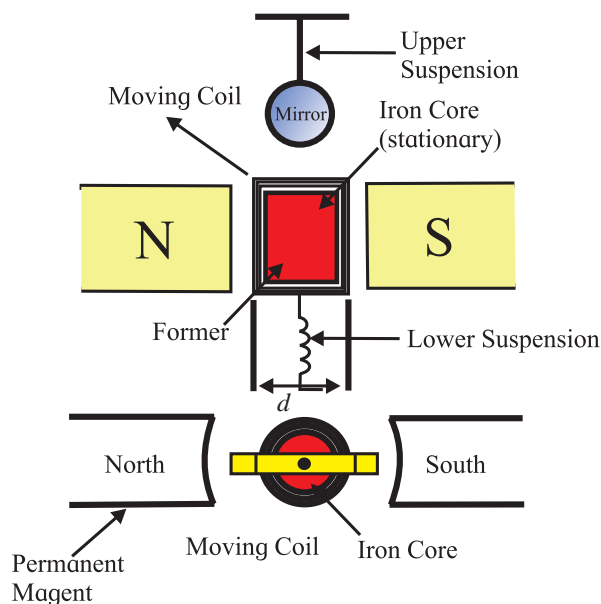 Upper
Suspension
Moving Coil
Mirror
Iron Core
(stationary)
N
S
Former
Lower Suspension
d
North
South
Moving Coil
Iron Core
Permanent
Magent